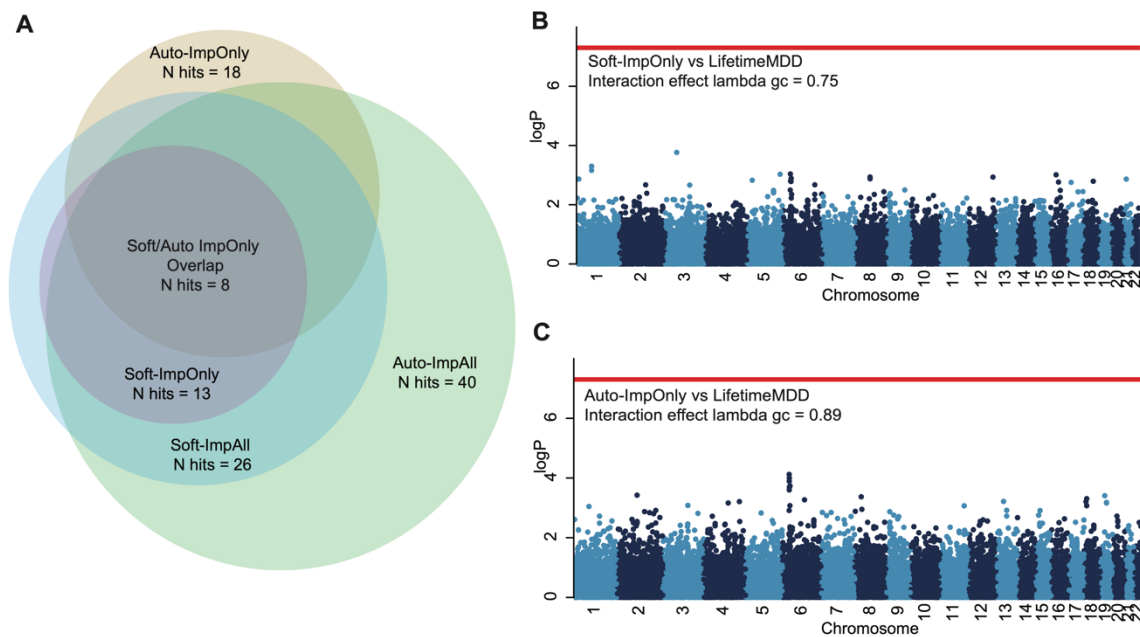 A
Auto-ImpOnly
N hits = 18
Soft/Auto ImpOnly
Overlap
N hits = 8
Auto-ImpAll
N hits = 40
Soft-ImpOnly
N hits = 13
Soft-ImpAll
N hits = 26
B
Soft-ImpOnly vs LifetimeMDD
Interaction effect lambda gc = 0.75
logP
6
4
2
0
1 2 3 4 5 6 7 8 9 10 11 12 13 14 15 16 17 18 19 20 21 22
Chromosome
C
Auto-ImpOnly vs LifetimeMDD
Interaction effect lambda gc = 0.89
logP
6
4
2
0
1 2 3 4 5 6 7 8 9 10 11 12 13 14 15 16 17 18 19 20 21 22
Chromosome